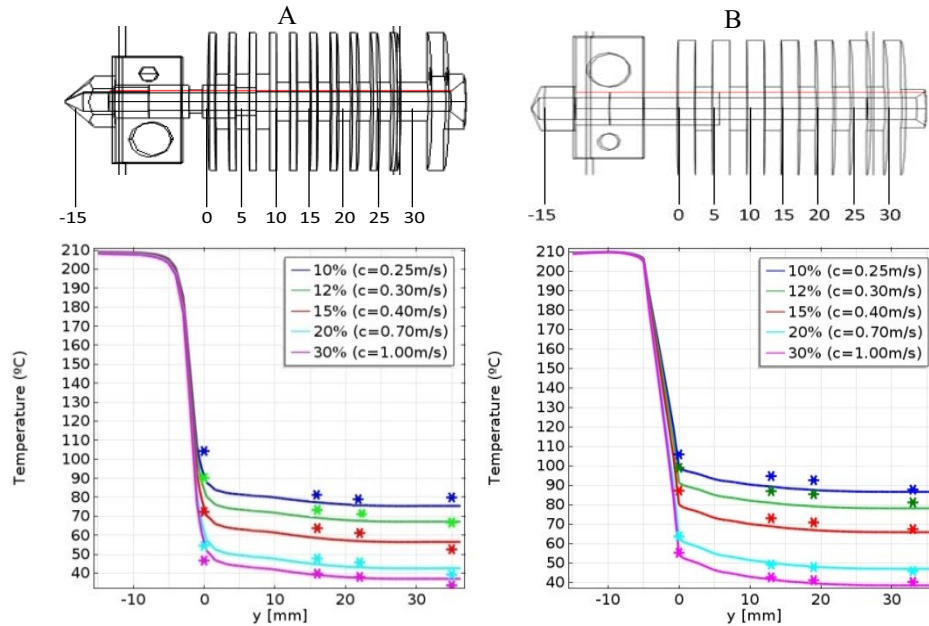 A
B
-15 0 5 10 15 20 25 30
-15 0 5 10 15 20 25 30
210
200
190
180
170
160
150
140
130
120
110
100
90
80
70
60
50
40
Temperature (ºC)
10% (c=0.25m/s)
12% (c=0.30m/s)
15% (c=0.40m/s)
20% (c=0.70m/s)
30% (c=1.00m/s)
-10 0 10 20 30
y [mm]
210
200
190
180
170
160
150
140
130
120
110
100
90
80
70
60
50
40
Temperature (ºC)
10% (c=0.25m/s)
12% (c=0.30m/s)
15% (c=0.40m/s)
20% (c=0.70m/s)
30% (c=1.00m/s)
-10 0 10 20 30
y [mm]